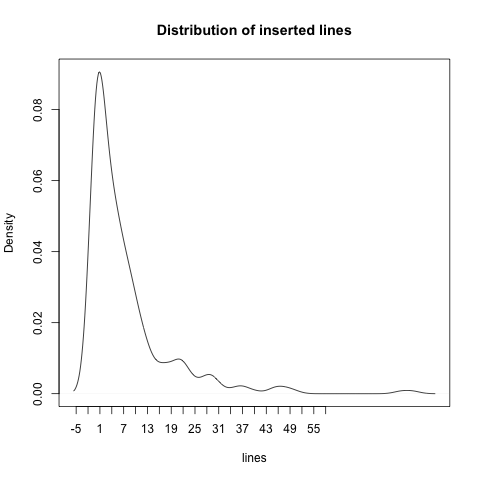 Distribution of inserted lines
Density
0.08
0.06
0.04
0.02
0.00
-5 1 7 13 19 25 31 37 43 49 55
lines